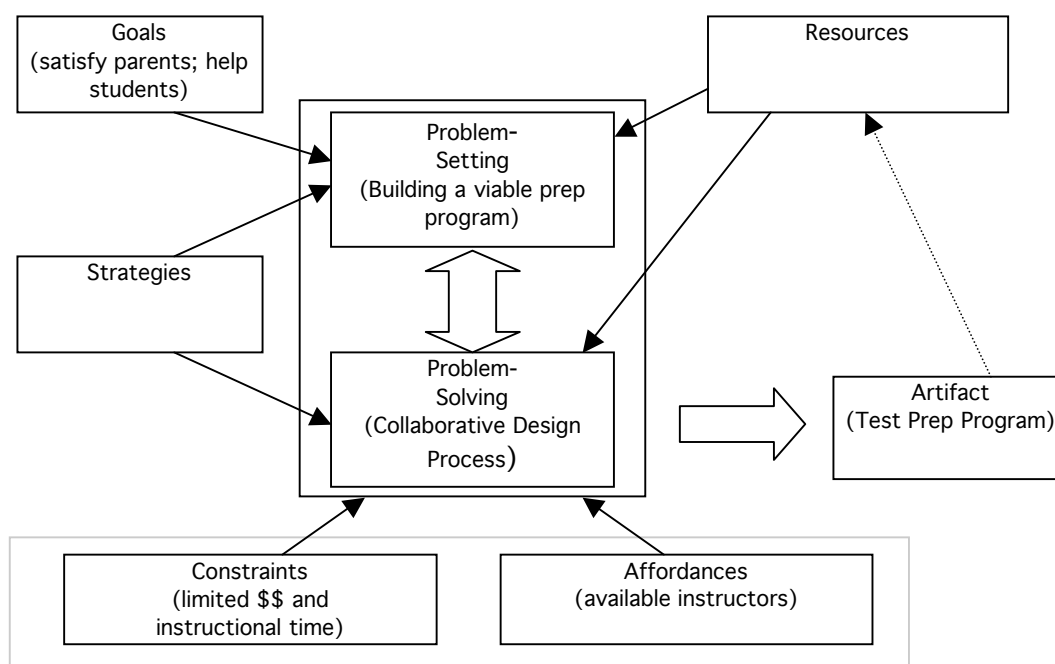 Goals
(satisfy parents; help
students)
Resources
Problem-
Setting
(Building a viable prep
program)
Strategies
Problem-
Solving
(Collaborative Design
Process)
Artifact
(Test Prep Program)
Constraints
(limited $$ and
instructional time)
Affordances
(available instructors)